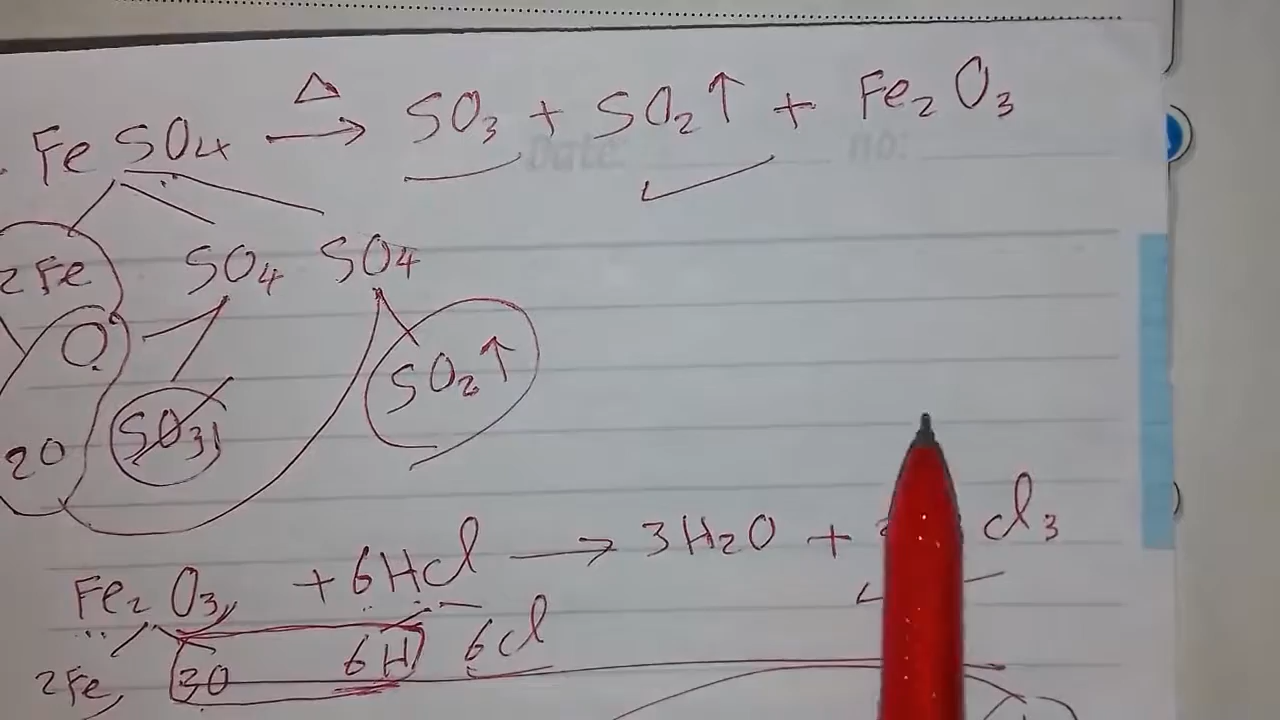 FeSO4 →Δ SO3 + SO2↑ + Fe2O3
Date: no:
2Fe SO4 SO4
O SO2↑
2O SO3
Fe2O3 + 6HCl → 3H2O + Cl3
2Fe 3O 6H 6Cl